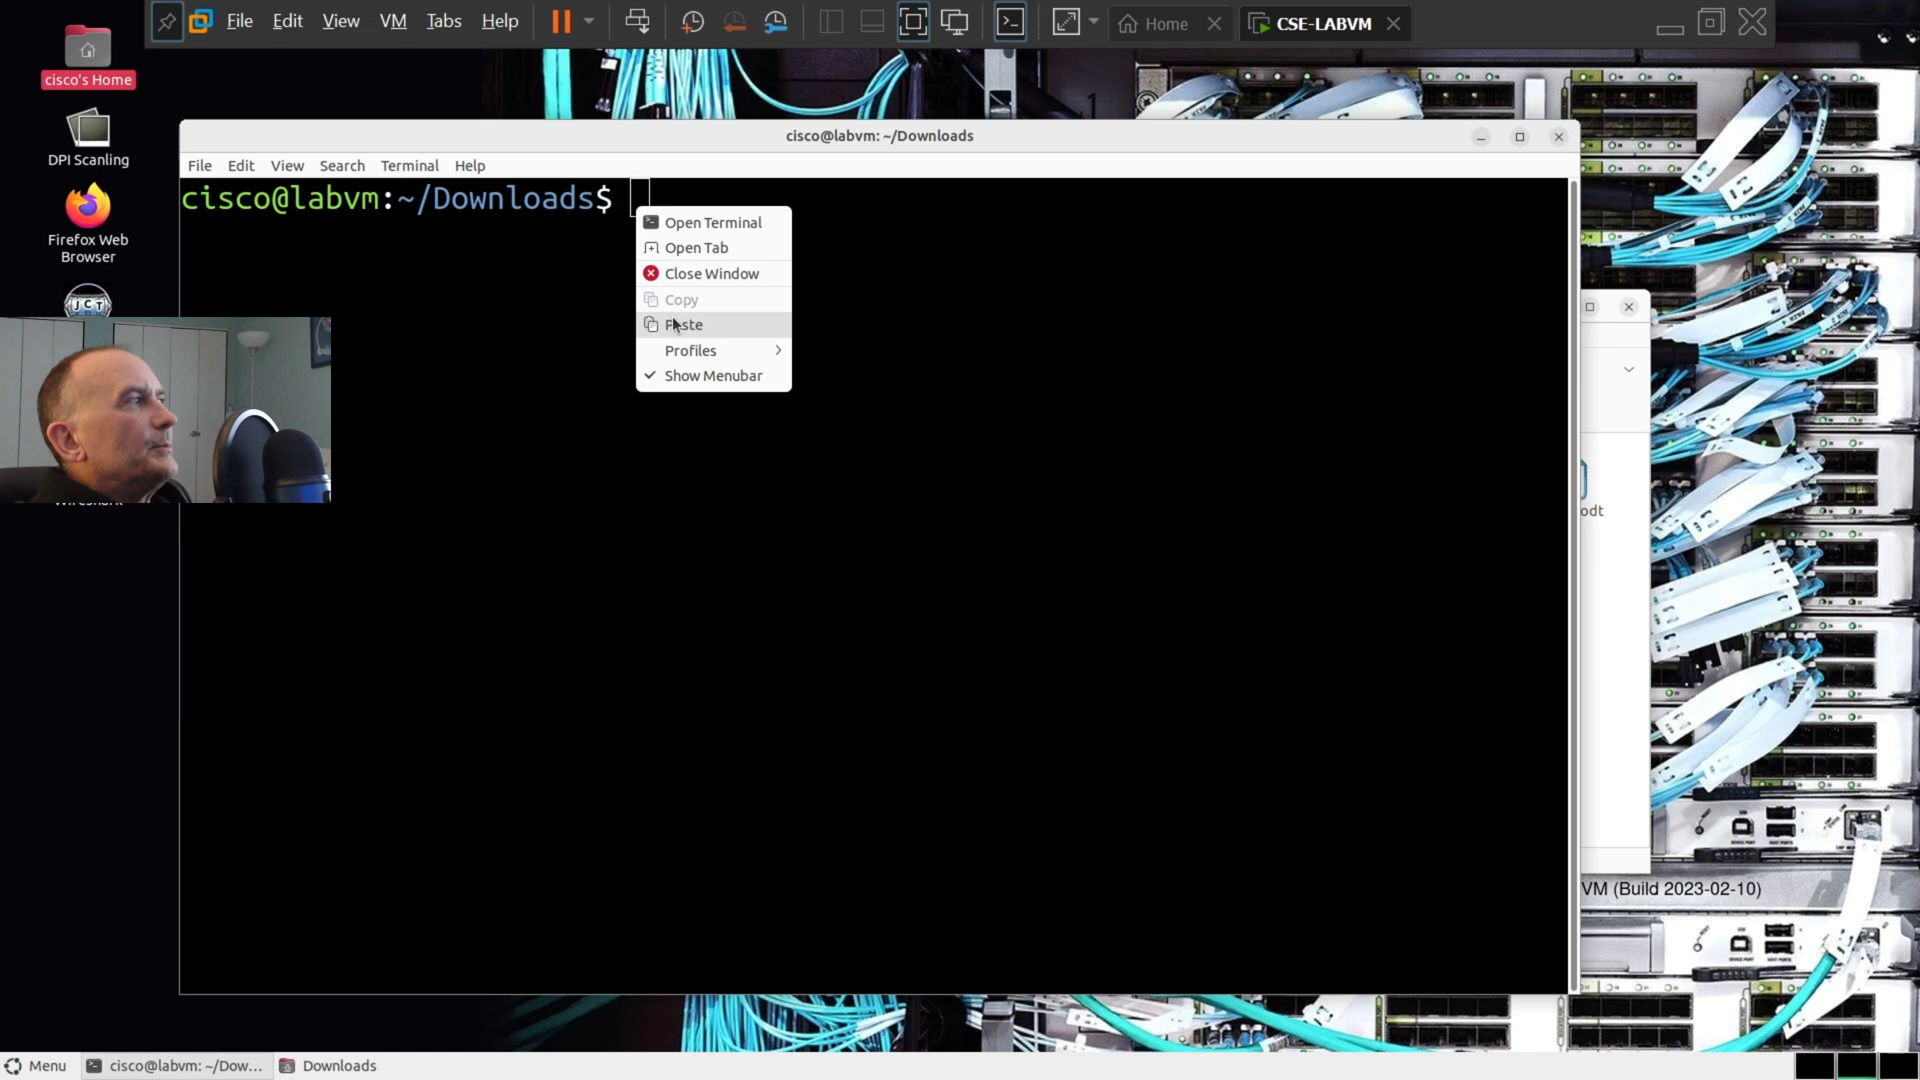 File Edit View VM Tabs Help
Home
CSE-LABVM
cisco's Home
DPI Scanling
Firefox Web
Browser
JCT
cisco@labvm: ~/Downloads
File Edit View Search Terminal Help
cisco@labvm:~/Downloads$
Open Terminal
Open Tab
Close Window
Copy
Paste
Profiles
Show Menubar
odt
VM (Build 2023-02-10)
Menu
cisco@labvm: ~/Dow...
Downloads